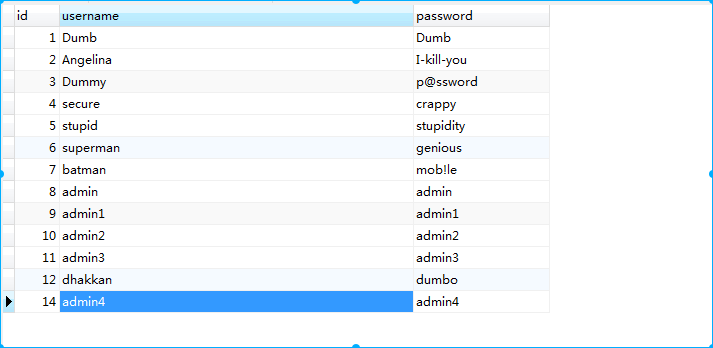 id username password
1 Dumb Dumb
2 Angelina I-kill-you
3 Dummy p@ssword
4 secure crappy
5 stupid stupidity
6 superman genious
7 batman mob!le
8 admin admin
9 admin1 admin1
10 admin2 admin2
11 admin3 admin3
12 dhakkan dumbo
14 admin4 admin4